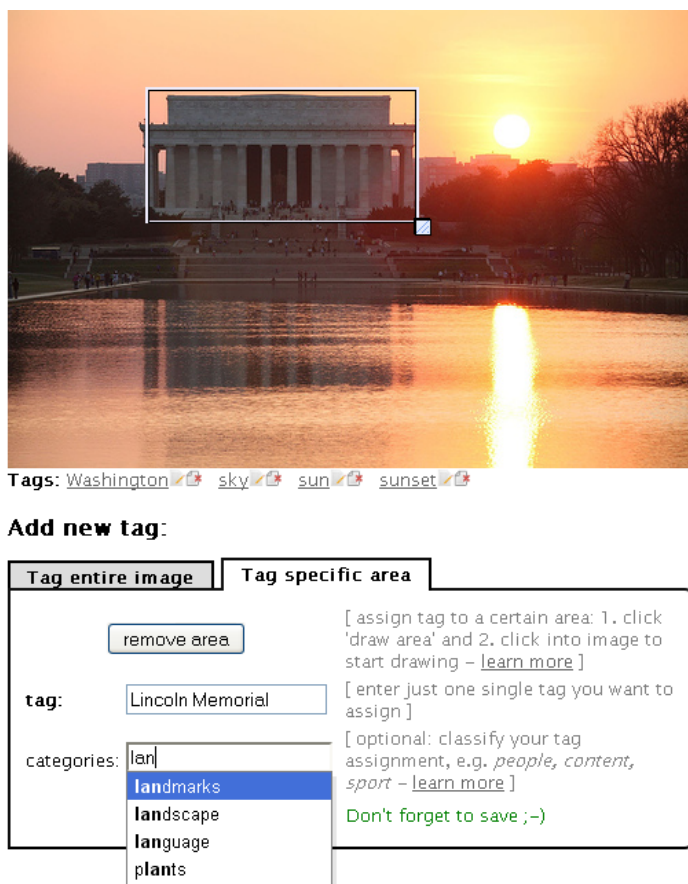 Tags: Washington sky sun sunset
Add new tag:
Tag entire image Tag specific area
remove area
[ assign tag to a certain area: 1. click
'draw area' and 2. click into image to
start drawing – learn more ]
tag: Lincoln Memorial
[ enter just one single tag you want to
assign ]
categories: lan
[ optional: classify your tag
assignment, e.g. people, content,
sport – learn more ]
landmarks
landscape
language
plants
Don't forget to save ;-)